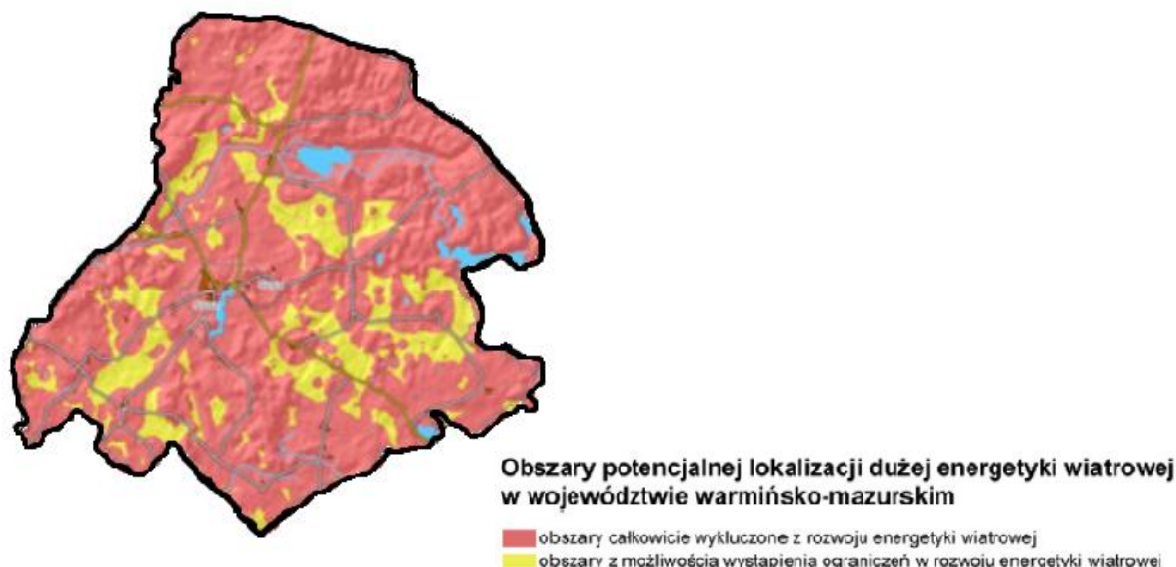 Obszary potencjalnej lokalizacji dużej energetyki wiatrowej
w województwie warmińsko-mazurskim
obszary całkowicie wykluczone z rozwoju energetyki wiatrowej
obszary z możliwością wystąpienia ograniczeń w rozwoju energetyki wiatrowej